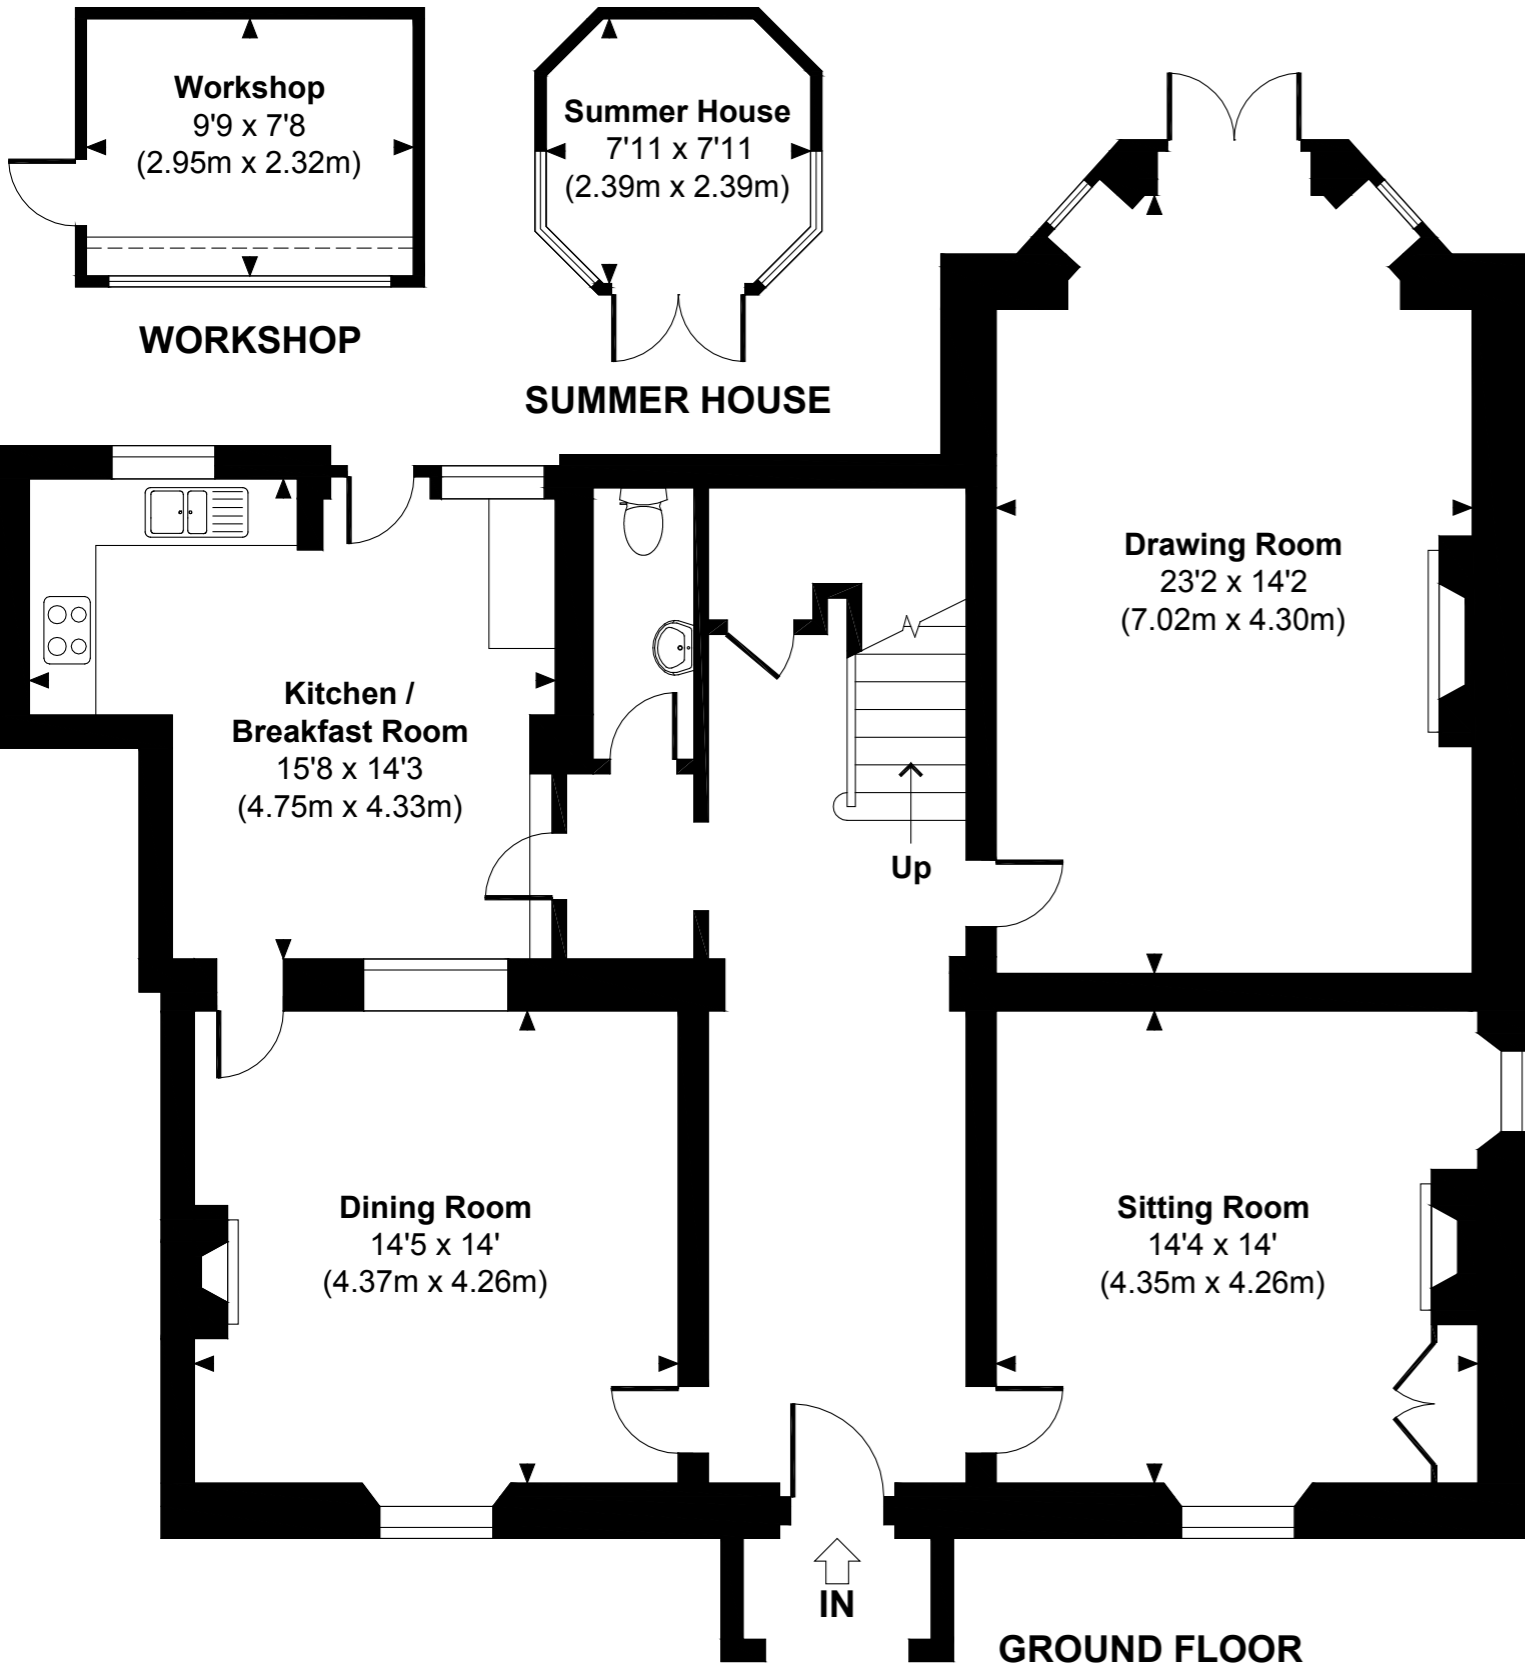 Workshop
9'9 x 7'8
(2.95m x 2.32m)
WORKSHOP
Summer House
7'11 x 7'11
(2.39m x 2.39m)
SUMMER HOUSE
Drawing Room
23'2 x 14'2
(7.02m x 4.30m)
Kitchen /
Breakfast Room
15'8 x 14'3
(4.75m x 4.33m)
Up
Dining Room
14'5 x 14'
(4.37m x 4.26m)
Sitting Room
14'4 x 14'
(4.35m x 4.26m)
IN
GROUND FLOOR